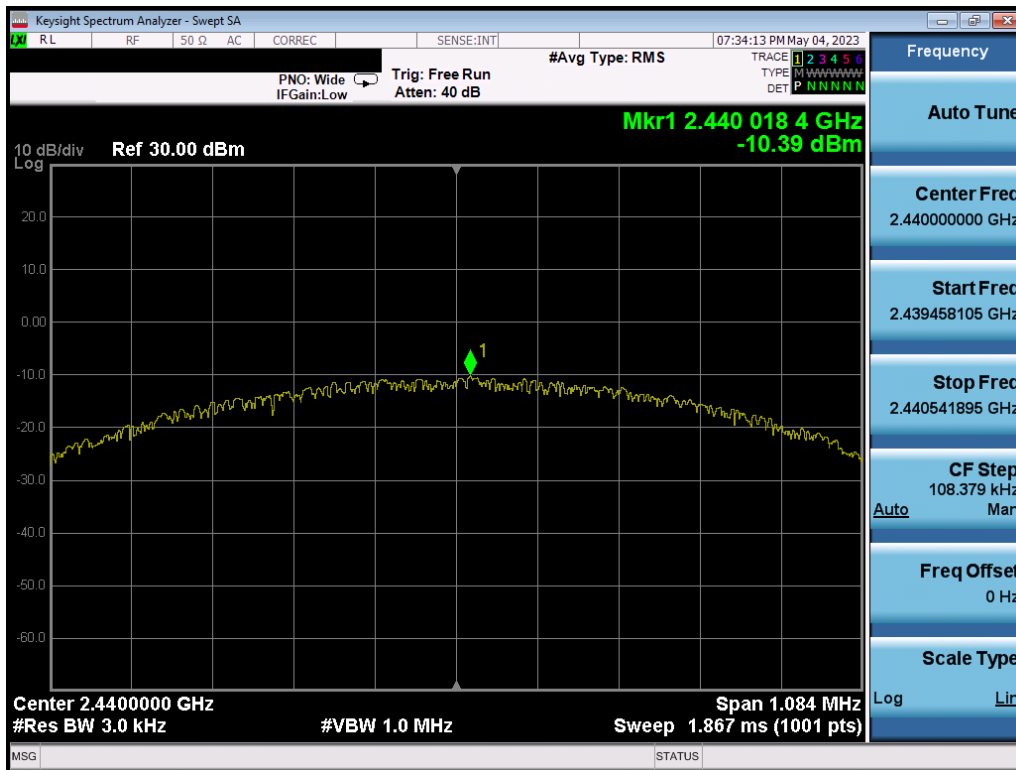 Keysight Spectrum Analyzer - Swept SA
LXI RL RF 50 Ω AC CORREC SENSE:INT 07:34:13 PM May 04, 2023
#Avg Type: RMS
TRACE 1 2 3 4 5 6
TYPE M WWWWW
DET P N N N N N
PNO: Wide
IFGain:Low
Trig: Free Run
Atten: 40 dB
Mkr1 2.440 018 4 GHz
-10.39 dBm
10 dB/div Ref 30.00 dBm
Log
20.0
10.0
0.00
-10.0
-20.0
-30.0
-40.0
-50.0
-60.0
1
Center 2.4400000 GHz
Span 1.084 MHz
#Res BW 3.0 kHz
#VBW 1.0 MHz
Sweep 1.867 ms (1001 pts)
MSG
STATUS
Frequency
Auto Tune
Center Freq
2.440000000 GHz
Start Freq
2.439458105 GHz
Stop Freq
2.440541895 GHz
CF Step
108.379 kHz
Auto Man
Freq Offset
0 Hz
Scale Type
Log Lin